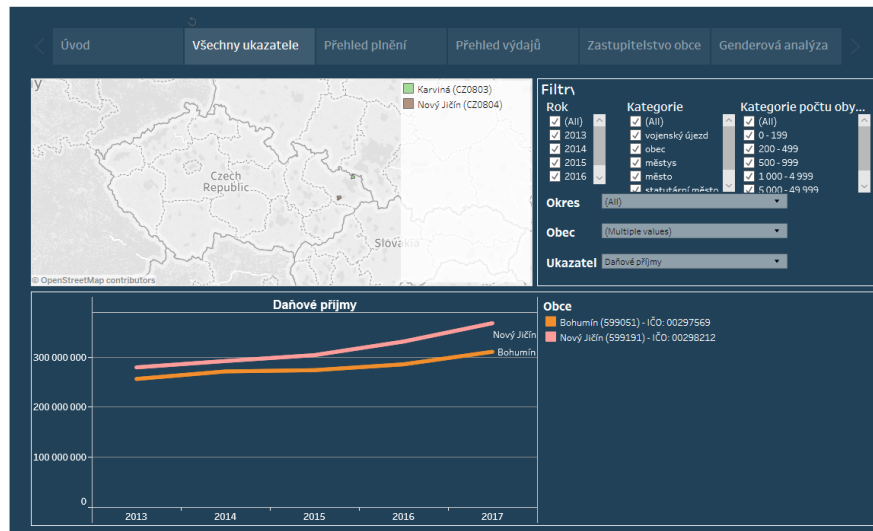 Úvod
Všechny ukazatele
Přehled plnění
Přehled výdajů
Zastupitelstvo obce
Genderová analýza
y
Czech
Republic
Slovakia
© OpenStreetMap contributors
Karviná (CZ0803)
Nový Jičín (CZ0804)
Filtry
Rok
(All)
2013
2014
2015
2016
Kategorie
(All)
vojenský újezd
obec
městys
město
statutární město
Kategorie počtu oby...
(All)
0 - 199
200 - 499
500 - 999
1 000 - 4 999
5 000 - 49 999
Okres (All)
Obec (Multiple values)
Ukazatel Daňové příjmy
Daňové příjmy
300 000 000
200 000 000
100 000 000
0
Nový Jičín
Bohumín
2013 2014 2015 2016 2017
Obce
Bohumín (599051) - IČO: 00297569
Nový Jičín (599191) - IČO: 00298212